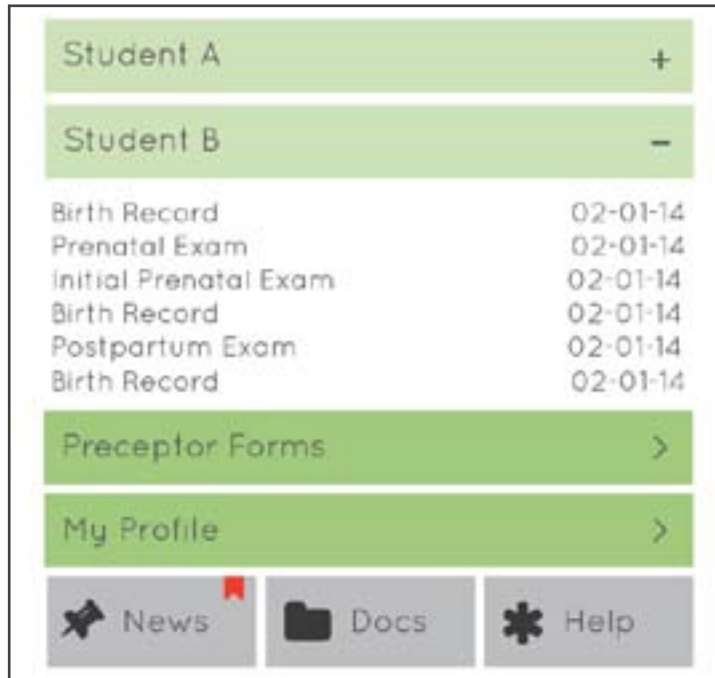 Student A +
Student B -
Birth Record 02-01-14
Prenatal Exam 02-01-14
Initial Prenatal Exam 02-01-14
Birth Record 02-01-14
Postpartum Exam 02-01-14
Birth Record 02-01-14
Preceptor Forms >
My Profile >
News Docs Help